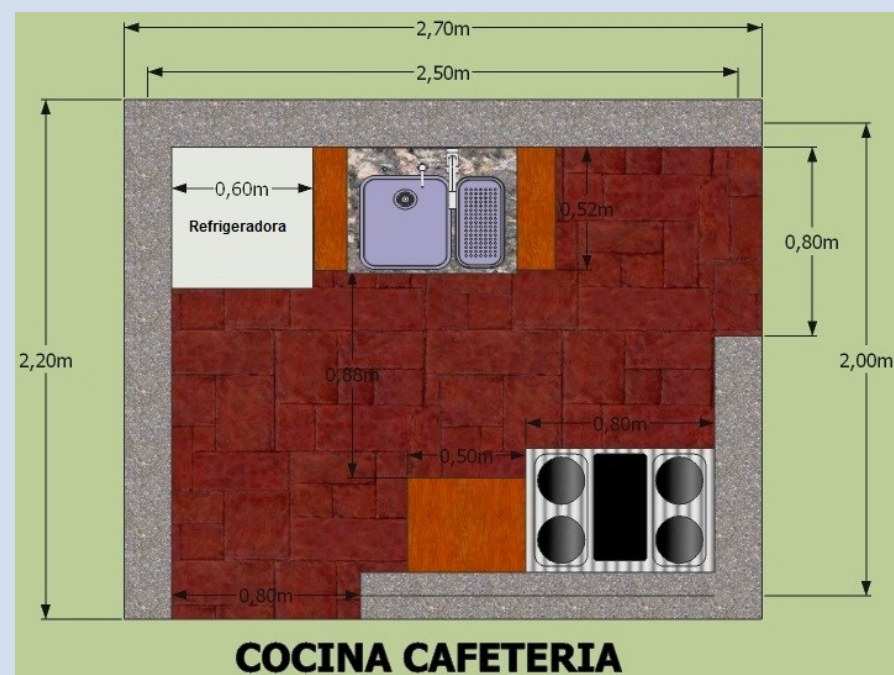 2,70m
2,50m
0,60m
Refrigeradora
0,52m
0,80m
2,20m
0,88m
2,00m
0,80m
0,50m
0,80m
COCINA CAFETERIA